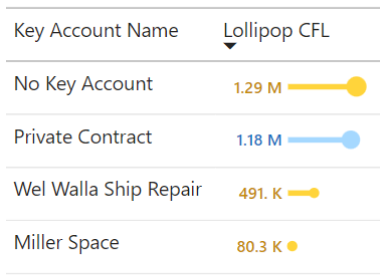 Key Account Name Lollipop CFL
No Key Account 1.29 M
Private Contract 1.18 M
Wel Walla Ship Repair 491. K
Miller Space 80.3 K